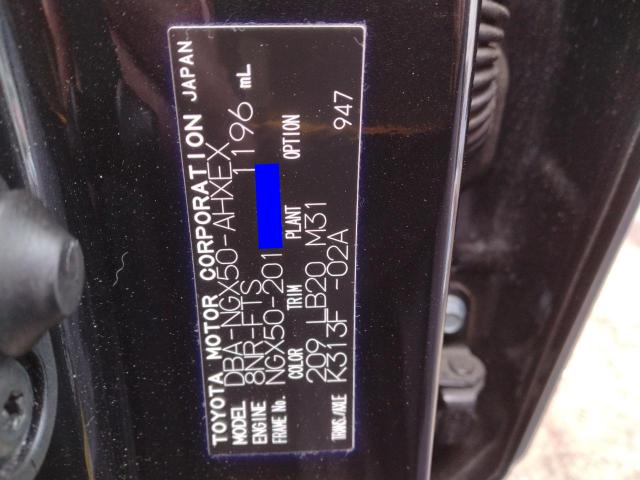 TOYOTA MOTOR CORPORATION JAPAN
MODEL DBA-NGX50-AHXEX
ENGINE 8NR-FTS 1196 mL
FRAME No. NGX50-201
COLOR TRIM PLANT OPTION
209 LB20 M31 947
TRANS./AXLE K313F -02A